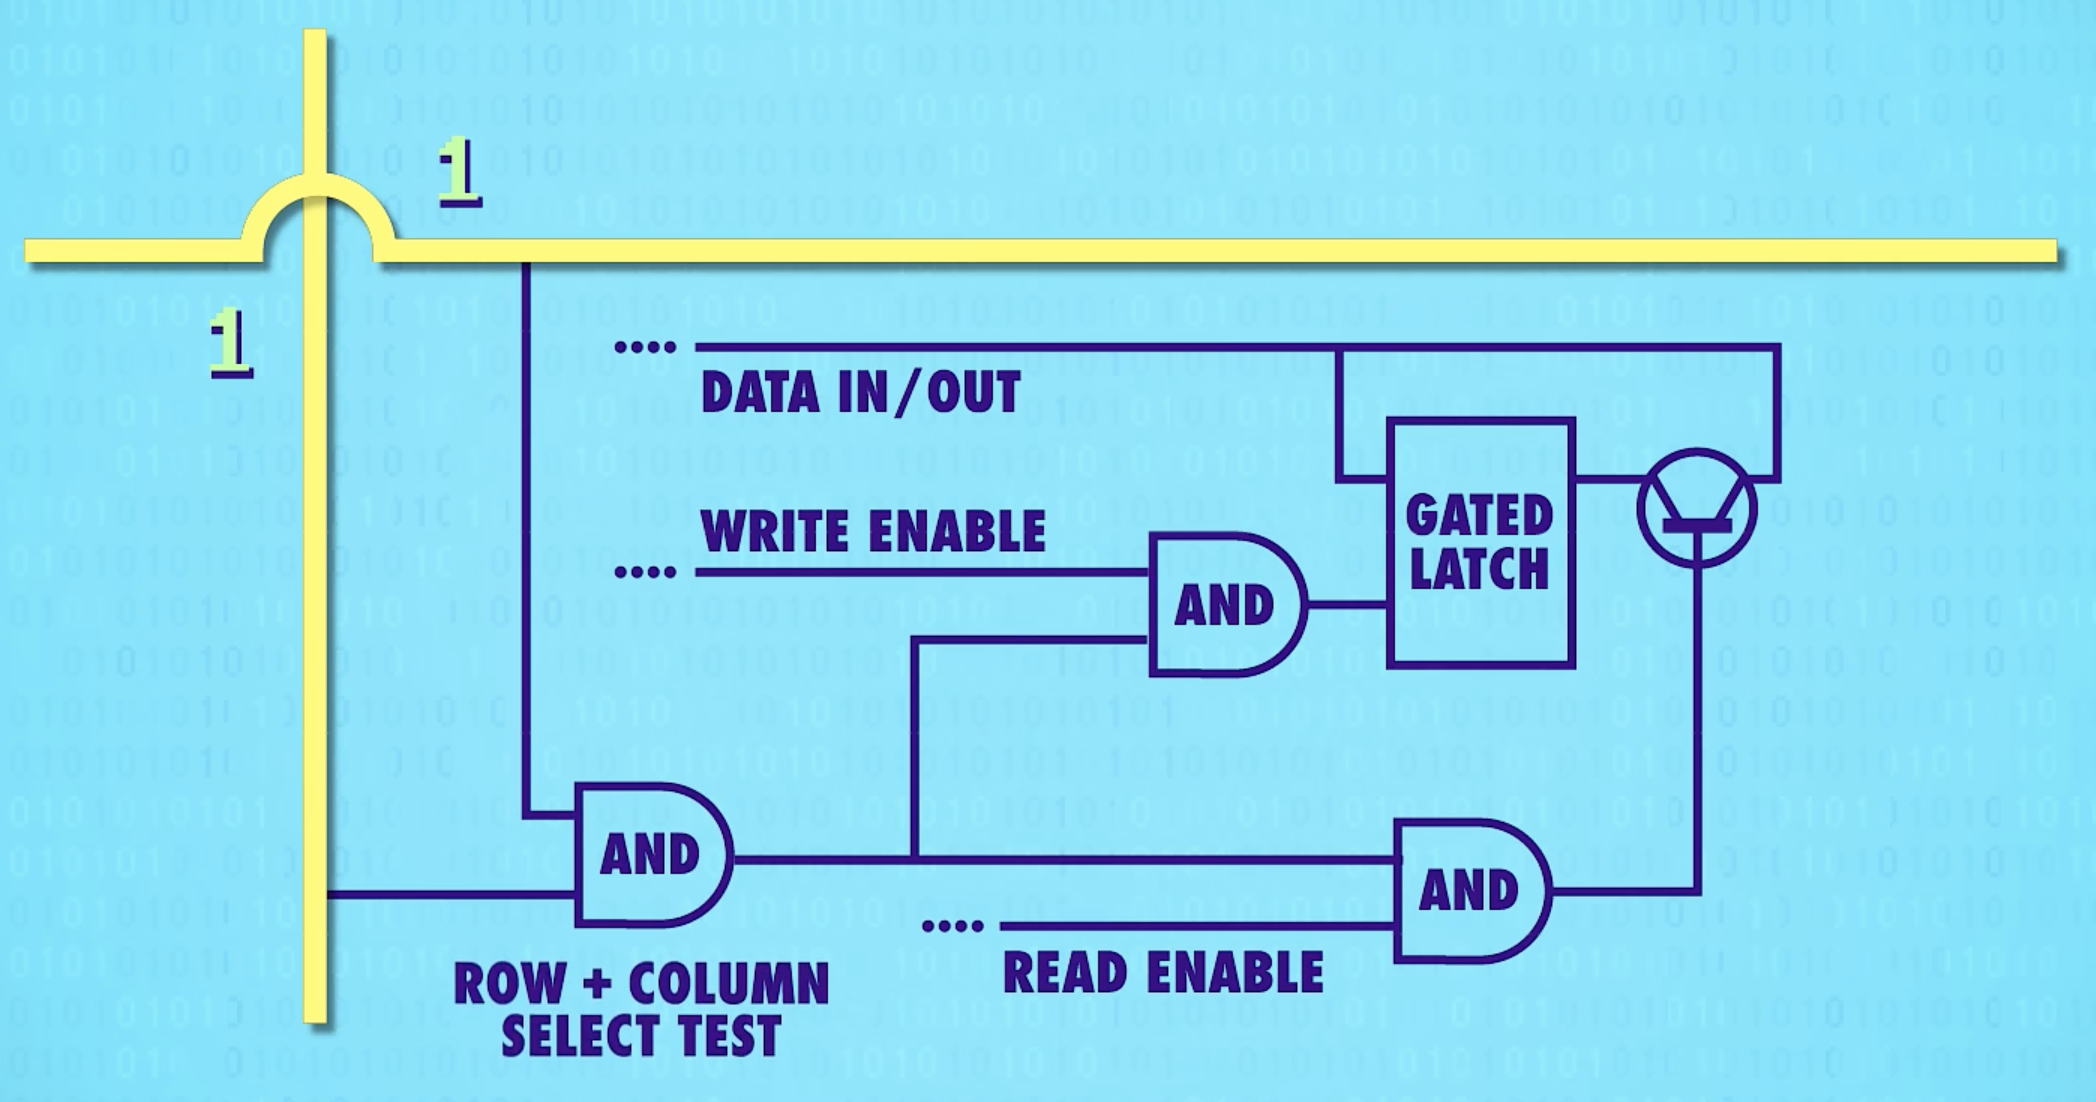 1
1
•••• DATA IN/OUT
•••• WRITE ENABLE
AND
GATED
LATCH
AND
AND
•••• READ ENABLE
ROW + COLUMN
SELECT TEST